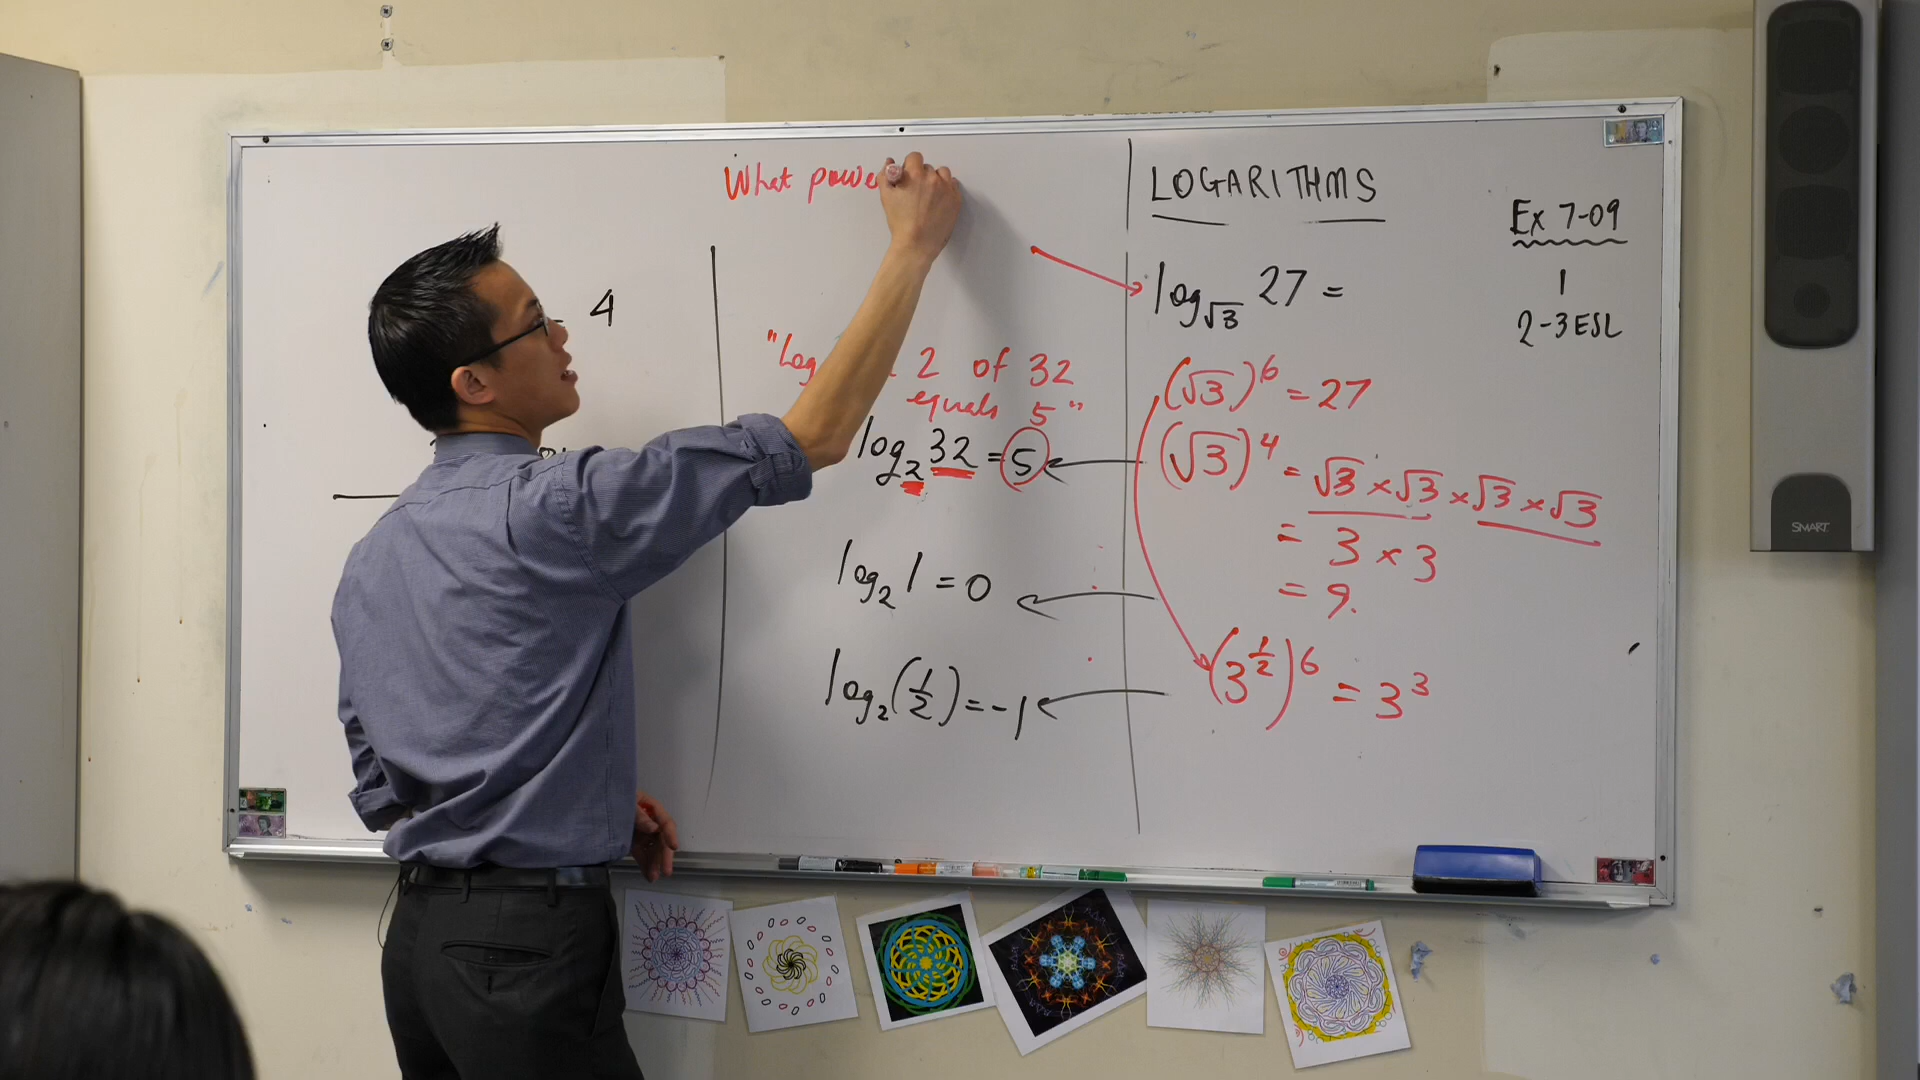 What powe
4
"Log 2 of 32
equals 5"
log₂ 32 = 5
log₂ 1 = 0
log₂ (1/2) = -1
LOGARITHMS
Ex 7-09
1
2-3 ESL
log_√3 27 =
(√3)⁶ = 27
(√3)⁴ = √3 × √3 × √3 × √3
= 3 × 3
= 9.
(3^(1/2))⁶ = 3³
SMART